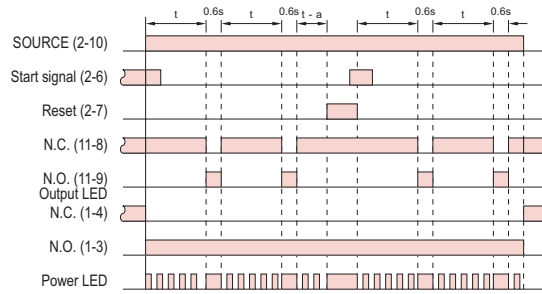 t 0.6s t 0.6s t - a t 0.6s t 0.6s
SOURCE (2-10)
Start signal (2-6)
Reset (2-7)
N.C. (11-8)
N.O. (11-9)
Output LED
N.C. (1-4)
N.O. (1-3)
Power LED